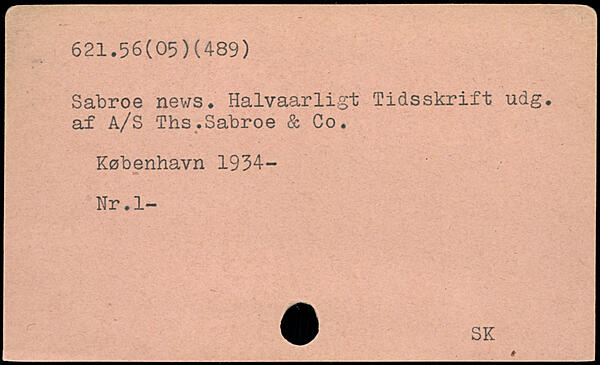 621.56(05)(489)
Sabroe news. Halvaarligt Tidsskrift udg.
af A/S Ths.Sabroe & Co.
København 1934-
Nr.1-
SK